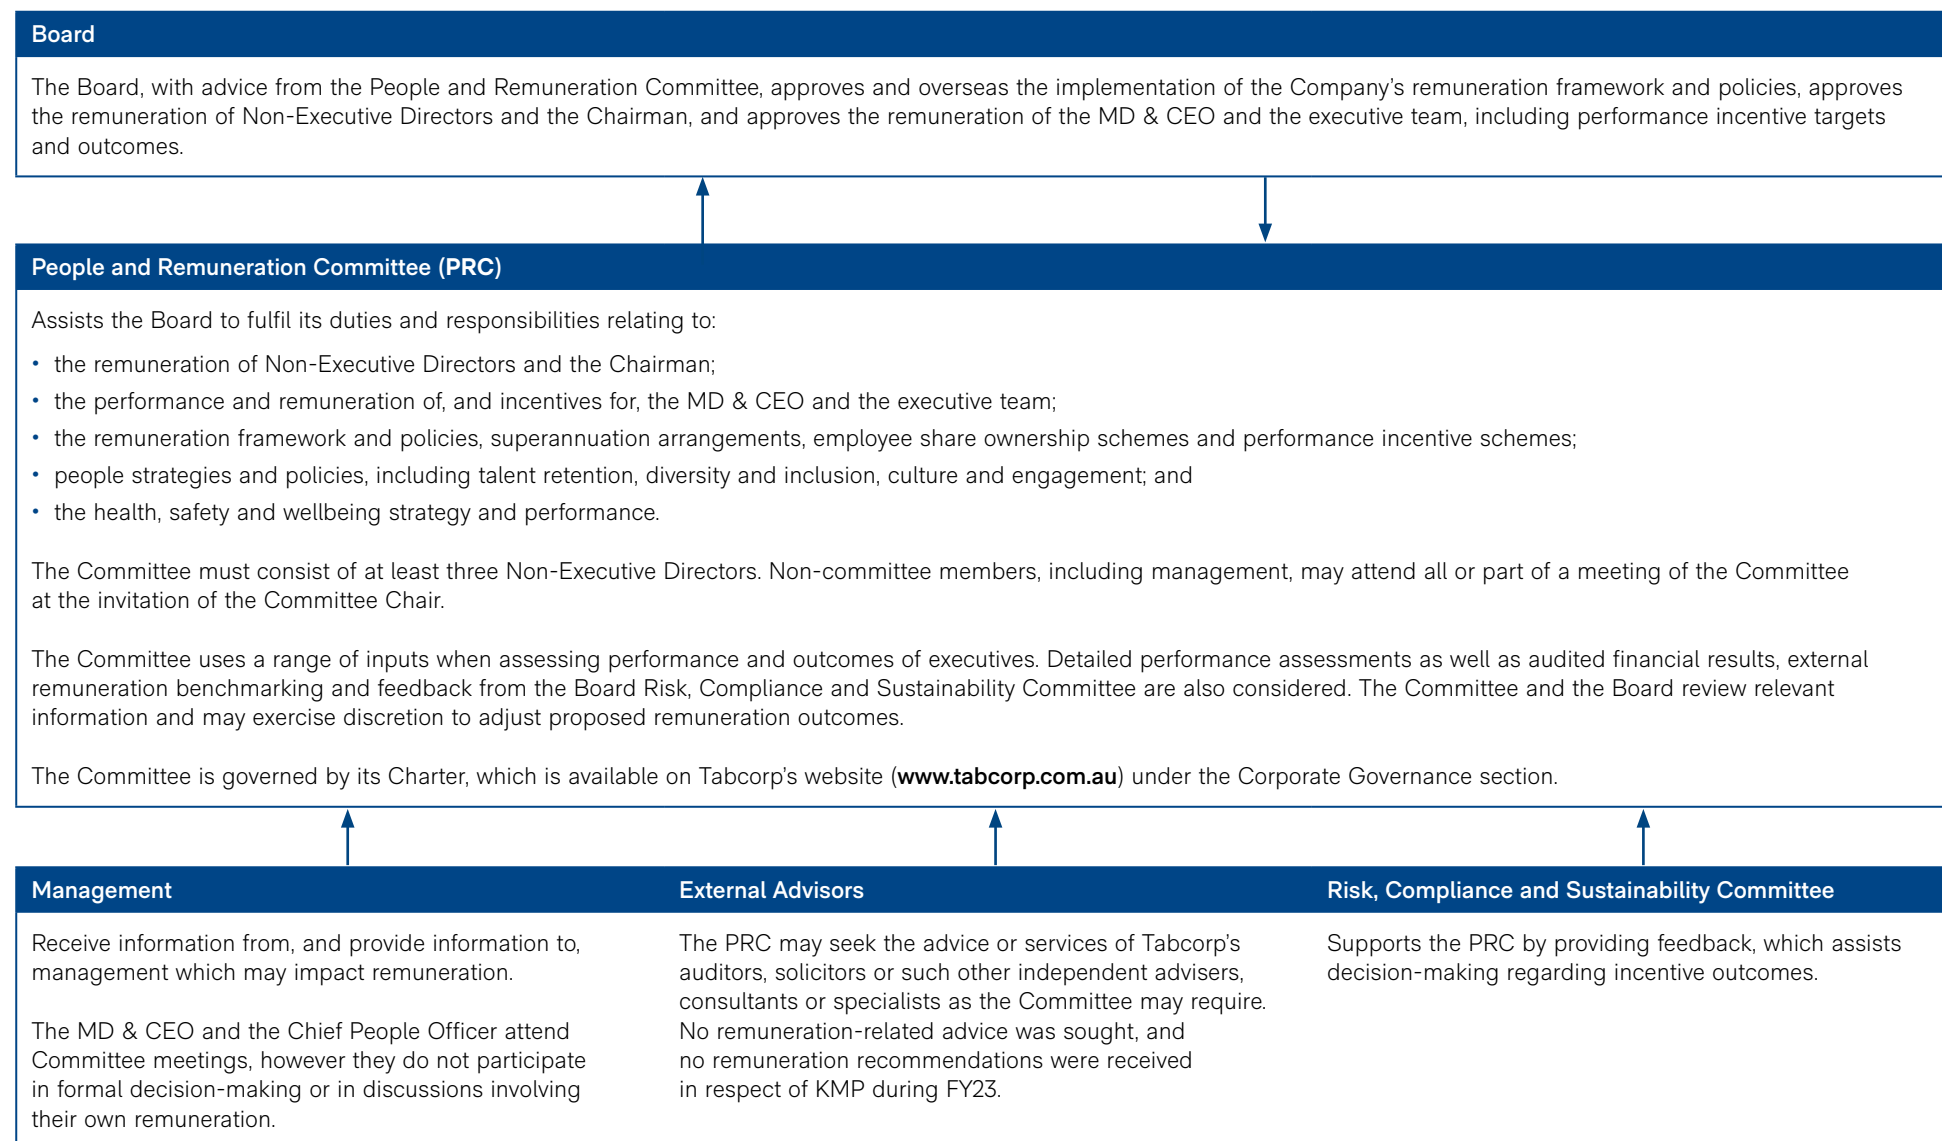 Board
The Board, with advice from the People and Remuneration Committee, approves and overseas the implementation of the Company's remuneration framework and policies, approves
the remuneration of Non-Executive Directors and the Chairman, and approves the remuneration of the MD & CEO and the executive team, including performance incentive targets
and outcomes.
People and Remuneration Committee (PRC)
Assists the Board to fulfil its duties and responsibilities relating to:
• the remuneration of Non-Executive Directors and the Chairman;
• the performance and remuneration of, and incentives for, the MD & CEO and the executive team;
• the remuneration framework and policies, superannuation arrangements, employee share ownership schemes and performance incentive schemes;
• people strategies and policies, including talent retention, diversity and inclusion, culture and engagement; and
• the health, safety and wellbeing strategy and performance.
The Committee must consist of at least three Non-Executive Directors. Non-committee members, including management, may attend all or part of a meeting of the Committee
at the invitation of the Committee Chair.
The Committee uses a range of inputs when assessing performance and outcomes of executives. Detailed performance assessments as well as audited financial results, external
remuneration benchmarking and feedback from the Board Risk, Compliance and Sustainability Committee are also considered. The Committee and the Board review relevant
information and may exercise discretion to adjust proposed remuneration outcomes.
The Committee is governed by its Charter, which is available on Tabcorp's website (www.tabcorp.com.au) under the Corporate Governance section.
Management
Receive information from, and provide information to,
management which may impact remuneration.
The MD & CEO and the Chief People Officer attend
Committee meetings, however they do not participate
in formal decision-making or in discussions involving
their own remuneration.
External Advisors
The PRC may seek the advice or services of Tabcorp's
auditors, solicitors or such other independent advisers,
consultants or specialists as the Committee may require.
No remuneration-related advice was sought, and
no remuneration recommendations were received
in respect of KMP during FY23.
Risk, Compliance and Sustainability Committee
Supports the PRC by providing feedback, which assists
decision-making regarding incentive outcomes.